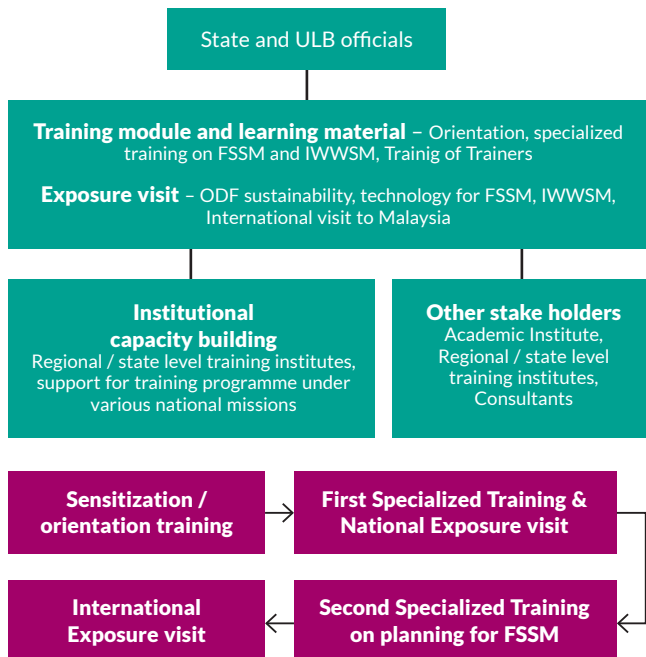 State and ULB officials
Training module and learning material – Orientation, specialized
training on FSSM and IWWSM, Trainig of Trainers
Exposure visit – ODF sustainability, technology for FSSM, IWWSM,
International visit to Malaysia
Institutional
capacity building
Regional / state level training institutes,
support for training programme under
various national missions
Other stake holders
Academic Institute,
Regional / state level
training institutes,
Consultants
Sensitization /
orientation training
First Specialized Training &
National Exposure visit
International
Exposure visit
Second Specialized Training
on planning for FSSM